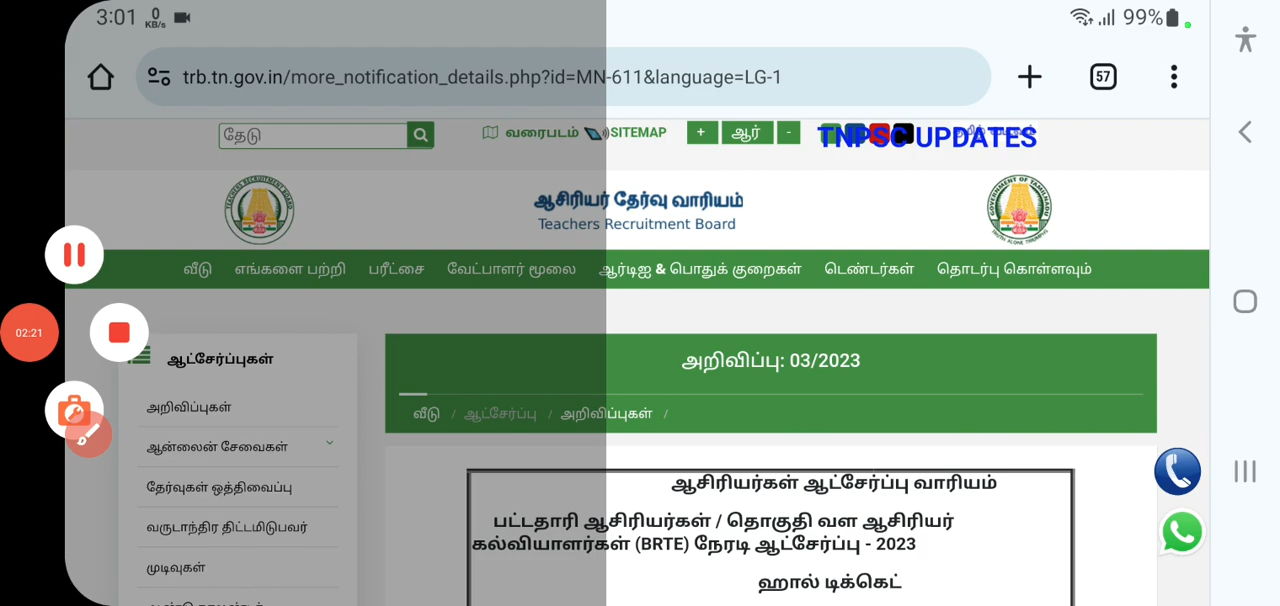 3:01 0 KB/s 99%
trb.tn.gov.in/more_notification_details.php?id=MN-611&language=LG-1 57
தேடு வரைபடம் SITEMAP + ஆர் - TNPSC UPDATES
ஆசிரியர் தேர்வு வாரியம்
Teachers Recruitment Board
வீடு எங்களை பற்றி பரீட்சை வேட்பாளர் மூலை ஆர்டிஐ & பொதுக் குறைகள் டெண்டர்கள் தொடர்பு கொள்ளவும்
02:21
ஆட்சேர்ப்புகள்
அறிவிப்புகள்
ஆன்லைன் சேவைகள்
தேர்வுகள் ஒத்திவைப்பு
வருடாந்திர திட்டமிடுபவர்
முடிவுகள்
அறிவிப்பு: 03/2023
வீடு / ஆட்சேர்ப்பு / அறிவிப்புகள் /
ஆசிரியர்கள் ஆட்சேர்ப்பு வாரியம்
பட்டதாரி ஆசிரியர்கள் / தொகுதி வள ஆசிரியர்
கல்வியாளர்கள் (BRTE) நேரடி ஆட்சேர்ப்பு - 2023
ஹால் டிக்கெட்